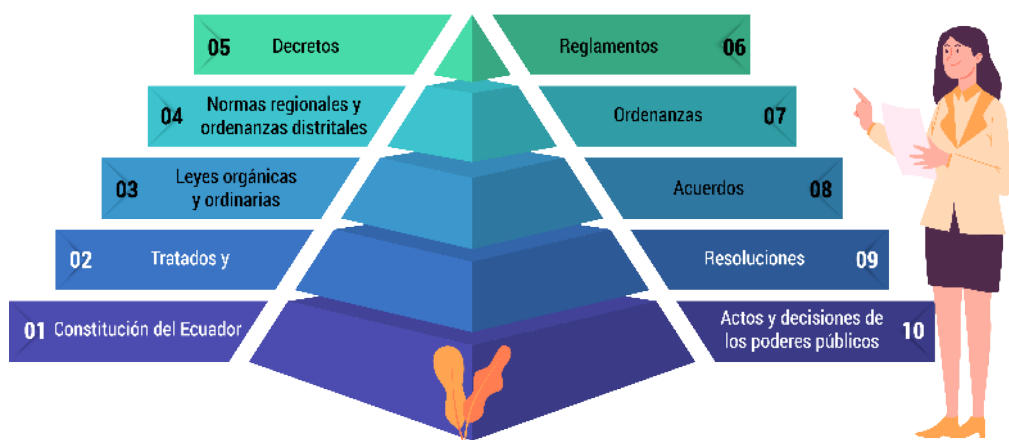 05 Decretos
Reglamentos 06
04 Normas regionales y
ordenanzas distritales
Ordenanzas 07
03 Leyes orgánicas
y ordinarias
Acuerdos 08
02 Tratados y
Resoluciones 09
01 Constitución del Ecuador
Actos y decisiones de
los poderes públicos 10